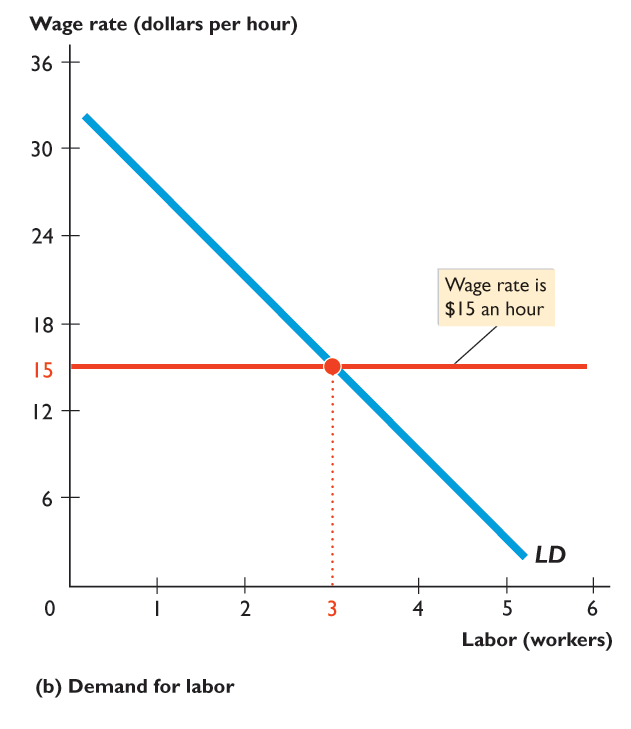 Wage rate (dollars per hour)
36
30
24
Wage rate is
$15 an hour
18
15
12
6
LD
0 1 2 3 4 5 6
Labor (workers)
(b) Demand for labor